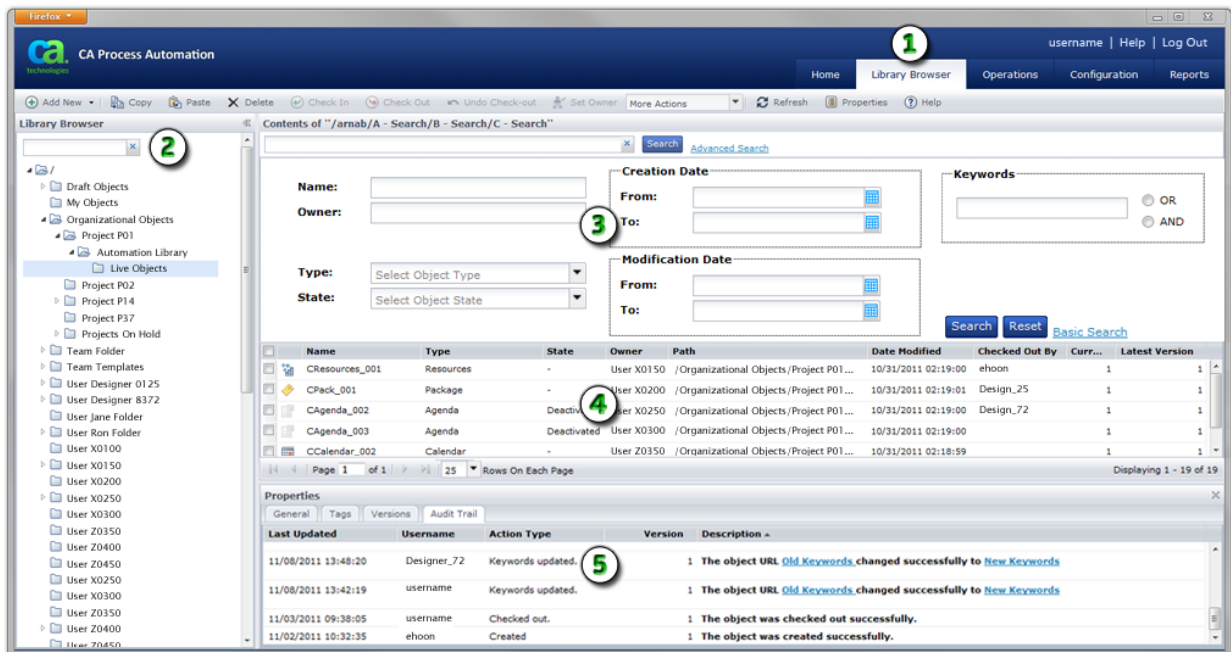 Firefox
ca. technologies
CA Process Automation
1
username | Help | Log Out
Home Library Browser Operations Configuration Reports
Add New Copy Paste Delete Check In Check Out Undo Check-out Set Owner More Actions Refresh Properties Help
Library Browser
2
/
Draft Objects
My Objects
Organizational Objects
Project P01
Automation Library
Live Objects
Project P02
Project P14
Project P37
Projects On Hold
Team Folder
Team Templates
User Designer 0125
User Designer 8372
User Jane Folder
User Ron Folder
User X0100
User X0150
User X0200
User X0250
User X0300
User Z0350
User Z0400
User Z0450
User X0250
User X0300
User Z0350
User Z0400
User Z0450
Contents of "/arnab/A - Search/B - Search/C - Search"
Search Advanced Search
Name:
Owner:
Type: Select Object Type
State: Select Object State
3
Creation Date
From:
To:
Modification Date
From:
To:
Keywords
OR
AND
Search Reset Basic Search
Name Type State Owner Path Date Modified Checked Out By Curr... Latest Version
CResources_001 Resources - User X0150 /Organizational Objects/Project P01... 10/31/2011 02:19:00 ehoon 1 1
CPack_001 Package - User X0200 /Organizational Objects/Project P01... 10/31/2011 02:19:01 Design_25 1 1
CAgenda_002 Agenda Deactivated User X0250 /Organizational Objects/Project P01... 10/31/2011 02:19:00 Design_72 1 1
4
CAgenda_003 Agenda Deactivated User X0300 /Organizational Objects/Project P01... 10/31/2011 02:19:00 1 1
CCalendar_002 Calendar - User Z0350 /Organizational Objects/Project P01... 10/31/2011 02:18:59 1 1
Page 1 of 1 25 Rows On Each Page Displaying 1 - 19 of 19
Properties
General Tags Versions Audit Trail
Last Updated Username Action Type Version Description
11/08/2011 13:48:20 Designer_72 Keywords updated. 1 The object URL Old Keywords changed successfully to New Keywords
5
11/08/2011 13:42:19 username Keywords updated. 1 The object URL Old Keywords changed successfully to New Keywords
11/03/2011 09:38:05 username Checked out. 1 The object was checked out successfully.
11/02/2011 10:32:35 ehoon Created 1 The object was created successfully.